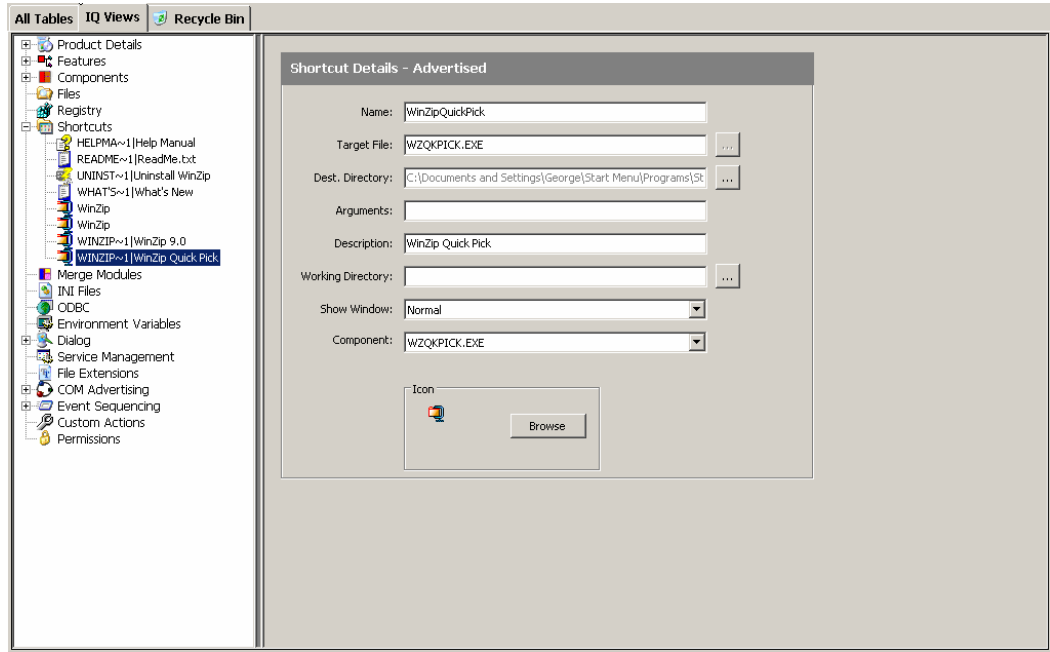 All Tables
IQ Views
Recycle Bin
Product Details
Features
Components
Files
Registry
Shortcuts
HELPMA~1|Help Manual
README~1|ReadMe.txt
UNINST~1|Uninstall WinZip
WHAT'S~1|What's New
WinZip
WinZip
WINZIP~1|WinZip 9.0
WINZIP~1|WinZip Quick Pick
Merge Modules
INI Files
ODBC
Environment Variables
Dialog
Service Management
File Extensions
COM Advertising
Event Sequencing
Custom Actions
Permissions
Shortcut Details - Advertised
Name: WinZipQuickPick
Target File: WZQKPICK.EXE ...
Dest. Directory: C:\Documents and Settings\George\Start Menu\Programs\St ...
Arguments:
Description: WinZip Quick Pick
Working Directory: ...
Show Window: Normal
Component: WZQKPICK.EXE
Icon
Browse